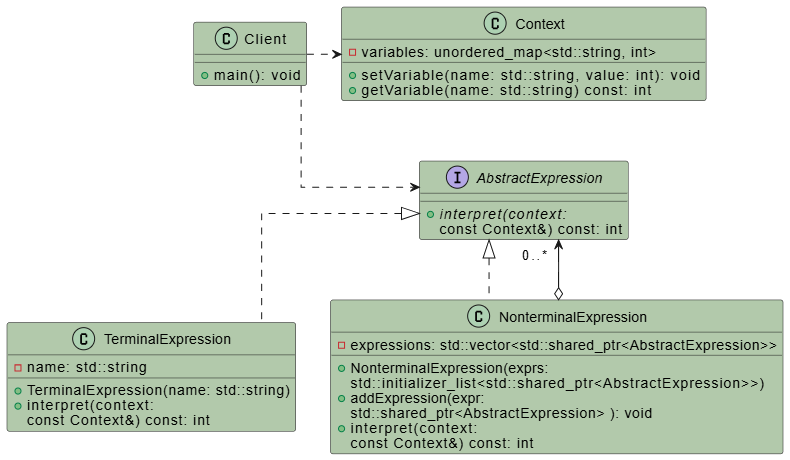 C Client
main(): void
C Context
variables: unordered_map<std::string, int>
setVariable(name: std::string, value: int): void
getVariable(name: std::string) const: int
I AbstractExpression
interpret(context:
const Context&) const: int
0..*
C TerminalExpression
name: std::string
TerminalExpression(name: std::string)
interpret(context:
const Context&) const: int
C NonterminalExpression
expressions: std::vector<std::shared_ptr<AbstractExpression>>
NonterminalExpression(exprs:
std::initializer_list<std::shared_ptr<AbstractExpression>>)
addExpression(expr:
std::shared_ptr<AbstractExpression> ): void
interpret(context:
const Context&) const: int